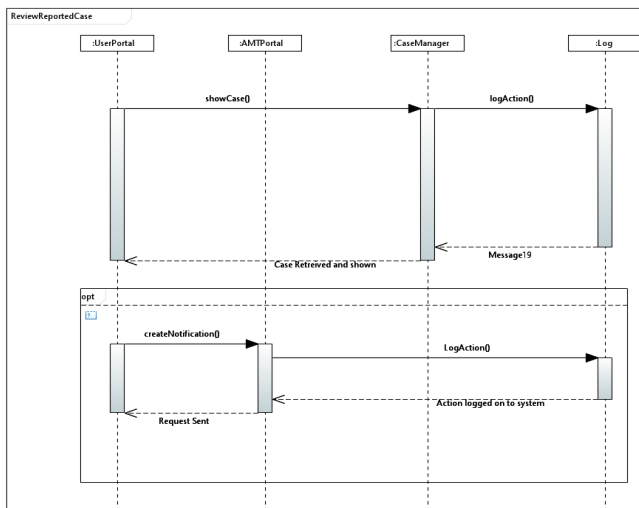 ReviewReportedCase
:UserPortal
:AMTPortal
:CaseManager
:Log
showCase()
logAction()
Message19
Case Retreived and shown
opt
createNotification()
LogAction()
Action logged on to system
Request Sent